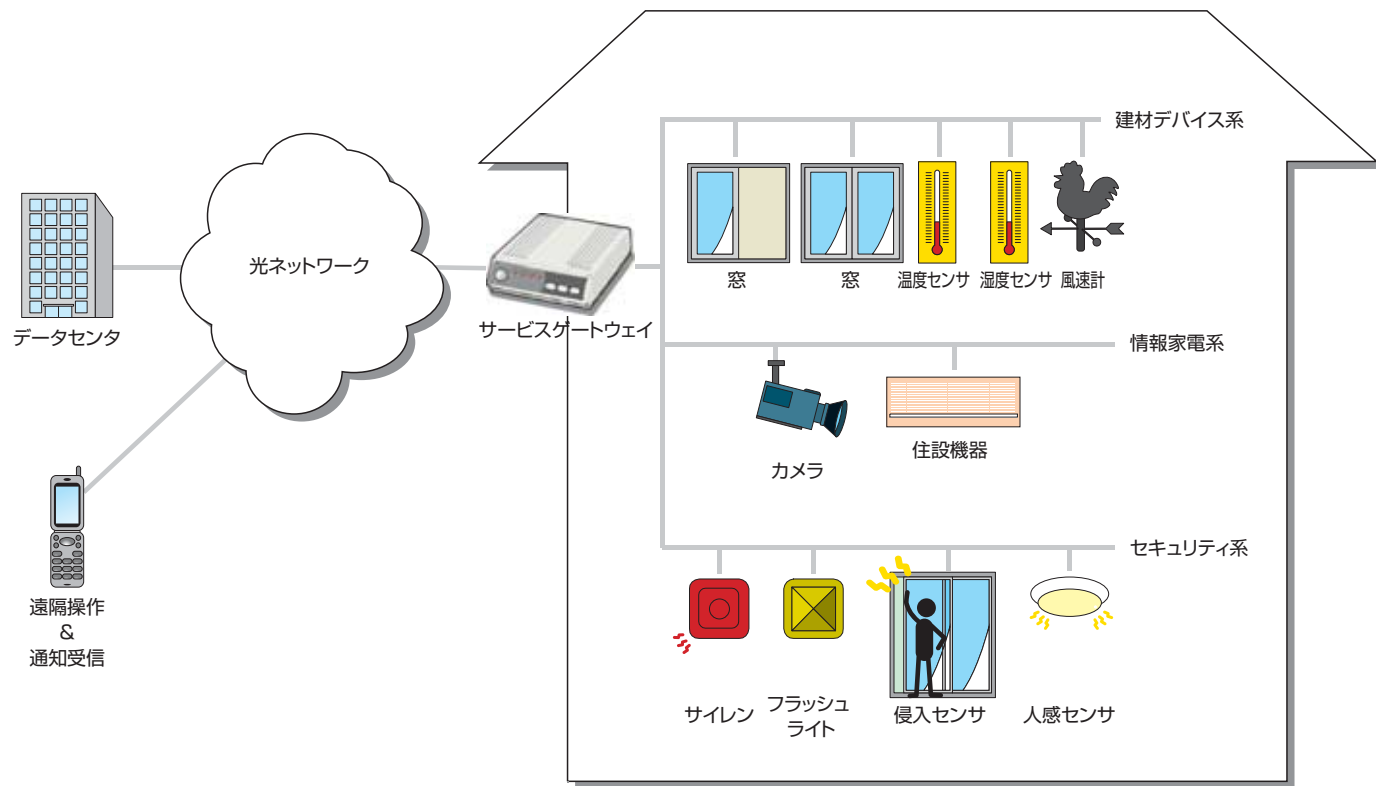 建材デバイス系
窓
窓
温度センサ
湿度センサ
風速計
光ネットワーク
データセンタ
サービスゲートウェイ
情報家電系
カメラ
住設機器
セキュリティ系
遠隔操作
&
通知受信
サイレン
フラッシュ
ライト
侵入センサ
人感センサ